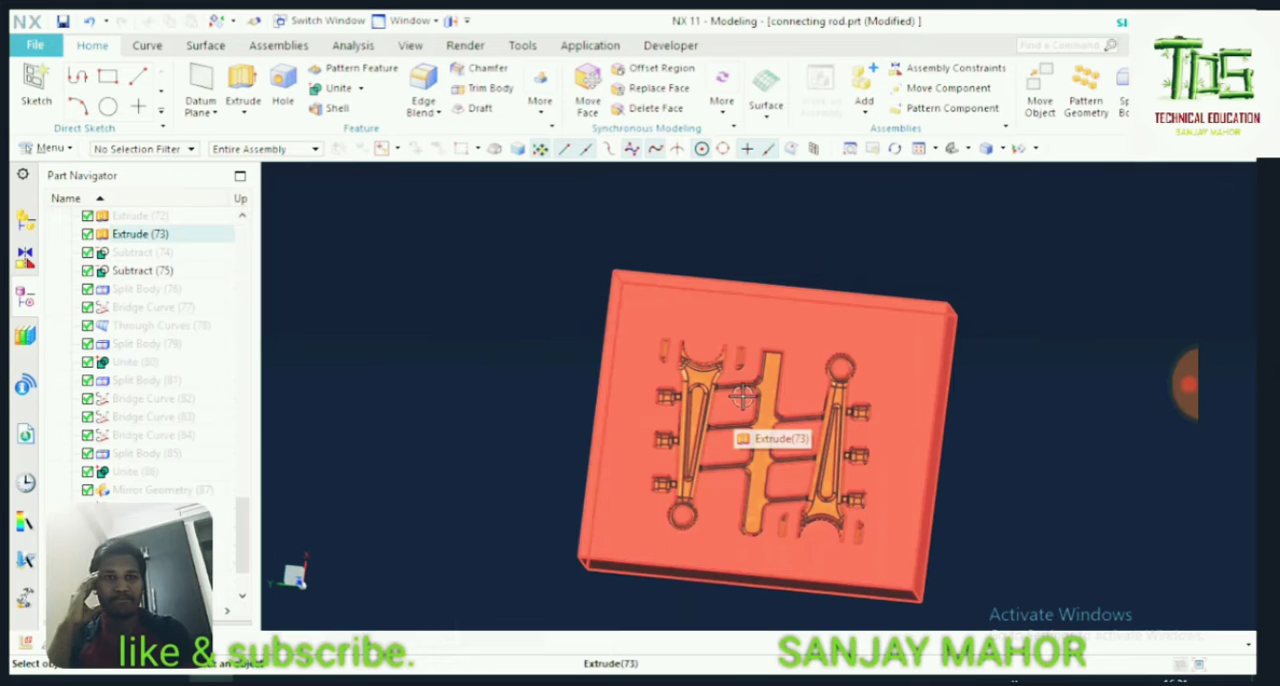 NX Switch Window Window NX 11 - Modeling - [connecting rod.prt (Modified) ] SI
File Home Curve Surface Assemblies Analysis View Render Tools Application Developer Find a Command
TPS
TECHNICAL EDUCATION
SANJAY MAHOR
Sketch
Direct Sketch
Datum Plane
Extrude
Hole
Pattern Feature
Unite
Shell
Edge Blend
Chamfer
Trim Body
Draft
More
Feature
Move Face
Offset Region
Replace Face
Delete Face
More
Synchronous Modeling
Surface
Add
Assembly Constraints
Move Component
Pattern Component
Assemblies
Move Object
Pattern Geometry
Menu No Selection Filter Entire Assembly
Part Navigator
Name Up
Extrude (72)
Extrude (73)
Subtract (74)
Subtract (75)
Split Body (76)
Bridge Curve (77)
Through Curves (78)
Split Body (79)
Unite (80)
Split Body (81)
Bridge Curve (82)
Bridge Curve (83)
Bridge Curve (84)
Split Body (85)
Unite (86)
Mirror Geometry (87)
Extrude(73)
Activate Windows
like & subscribe. SANJAY MAHOR
Extrude(73)